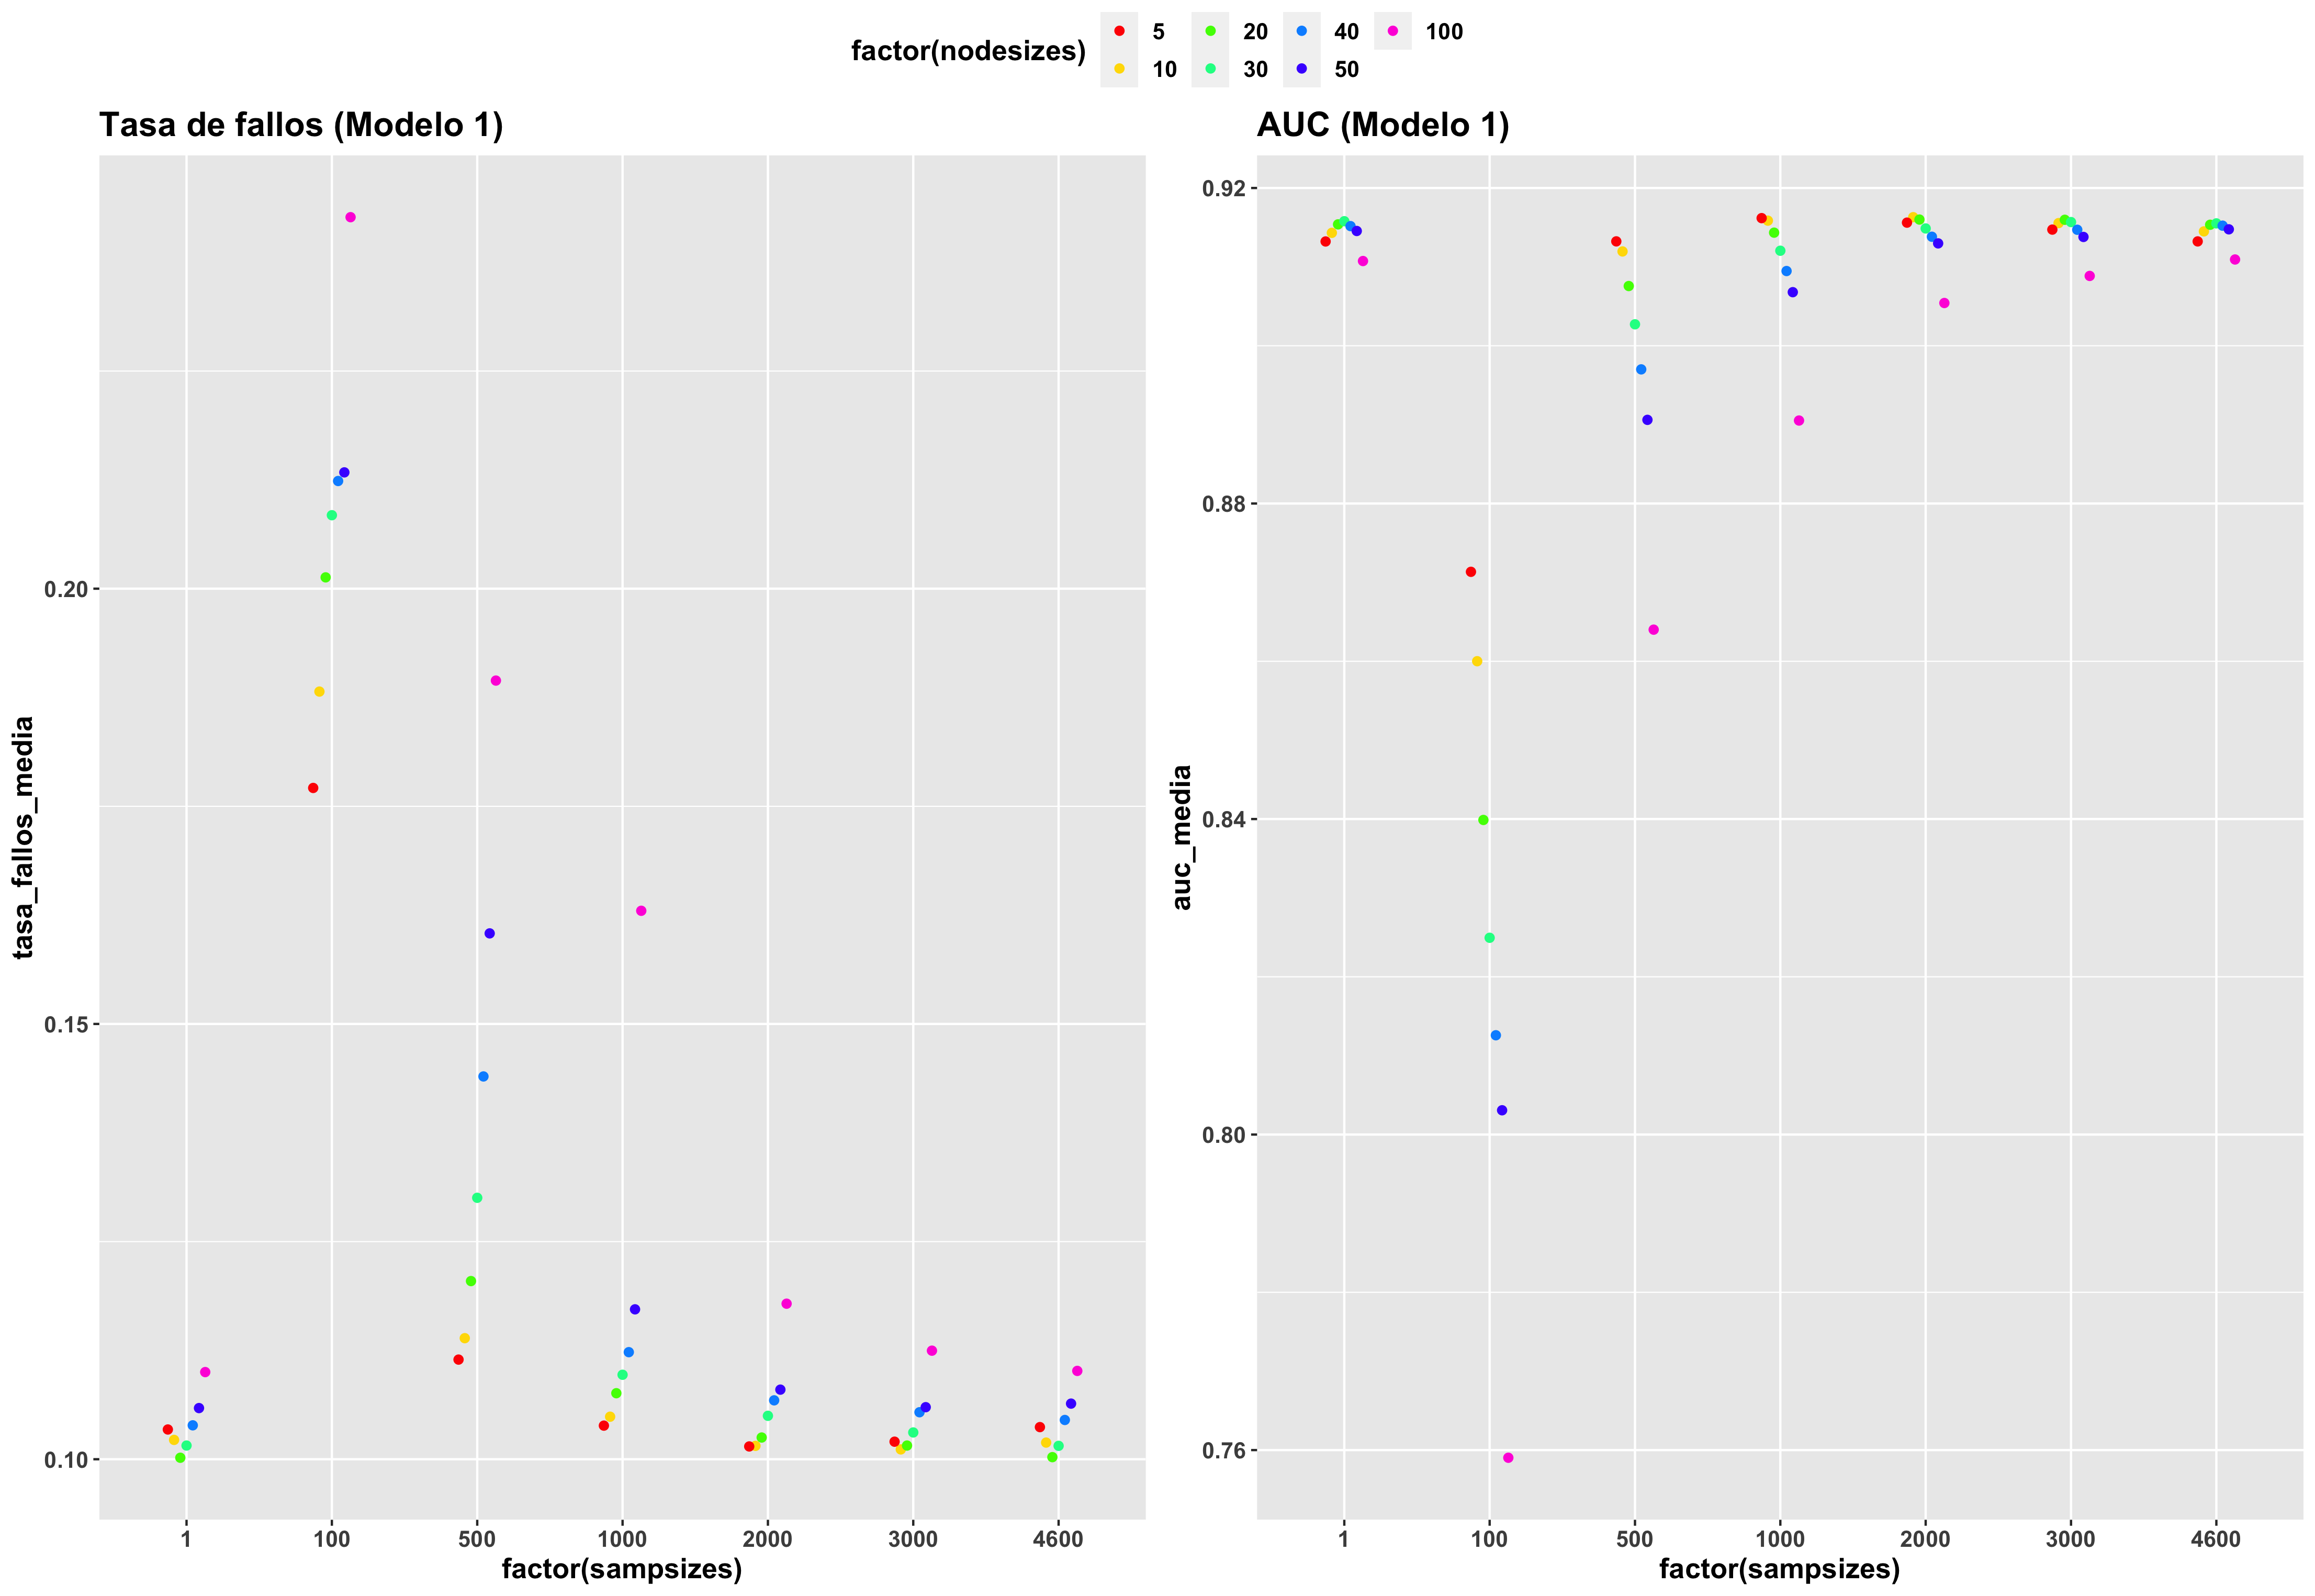 factor(nodesizes)
5 20 40 100
10 30 50
Tasa de fallos (Modelo 1)
tasa_fallos_media
0.20
0.15
0.10
1 100 500 1000 2000 3000 4600
factor(sampsizes)
AUC (Modelo 1)
auc_media
0.92
0.88
0.84
0.80
0.76
1 100 500 1000 2000 3000 4600
factor(sampsizes)